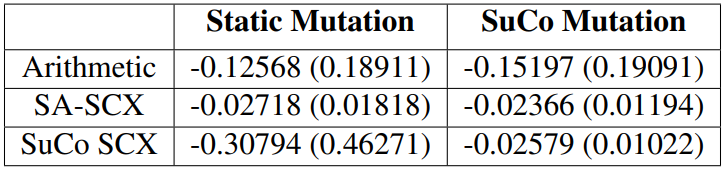 Static Mutation SuCo Mutation
Arithmetic -0.12568 (0.18911) -0.15197 (0.19091)
SA-SCX -0.02718 (0.01818) -0.02366 (0.01194)
SuCo SCX -0.30794 (0.46271) -0.02579 (0.01022)